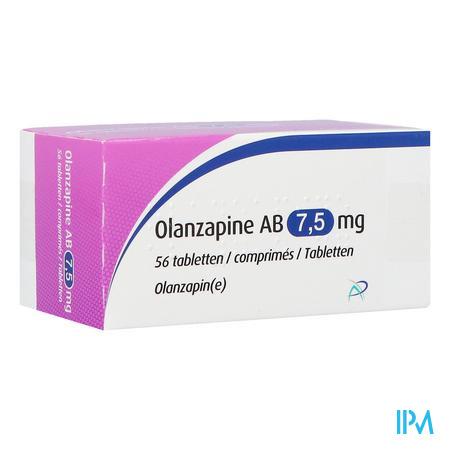 Olanzapine AB 7,5 mg
56 tabletten / comprimés / Tabletten
Olanzapin(e)
Olanzapine AB 7,5 mg
56 tabletten / comprimés / Tabletten
IPM